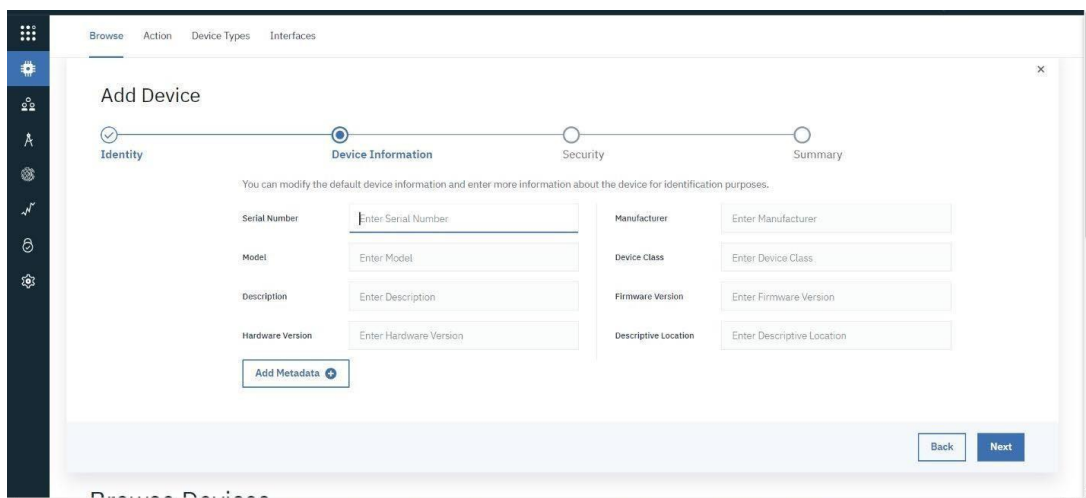 Browse Action Device Types Interfaces
Add Device
Identity Device Information Security Summary
You can modify the default device information and enter more information about the device for identification purposes.
Serial Number Enter Serial Number Manufacturer Enter Manufacturer
Model Enter Model Device Class Enter Device Class
Description Enter Description Firmware Version Enter Firmware Version
Hardware Version Enter Hardware Version Descriptive Location Enter Descriptive Location
Add Metadata
Back Next
Browse Devices